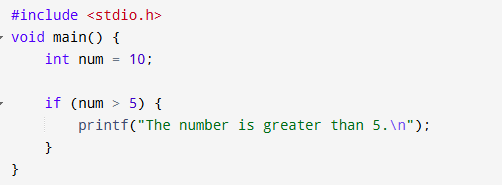 #include <stdio.h>
void main() {
    int num = 10;

    if (num > 5) {
        printf("The number is greater than 5.\n");
    }
}